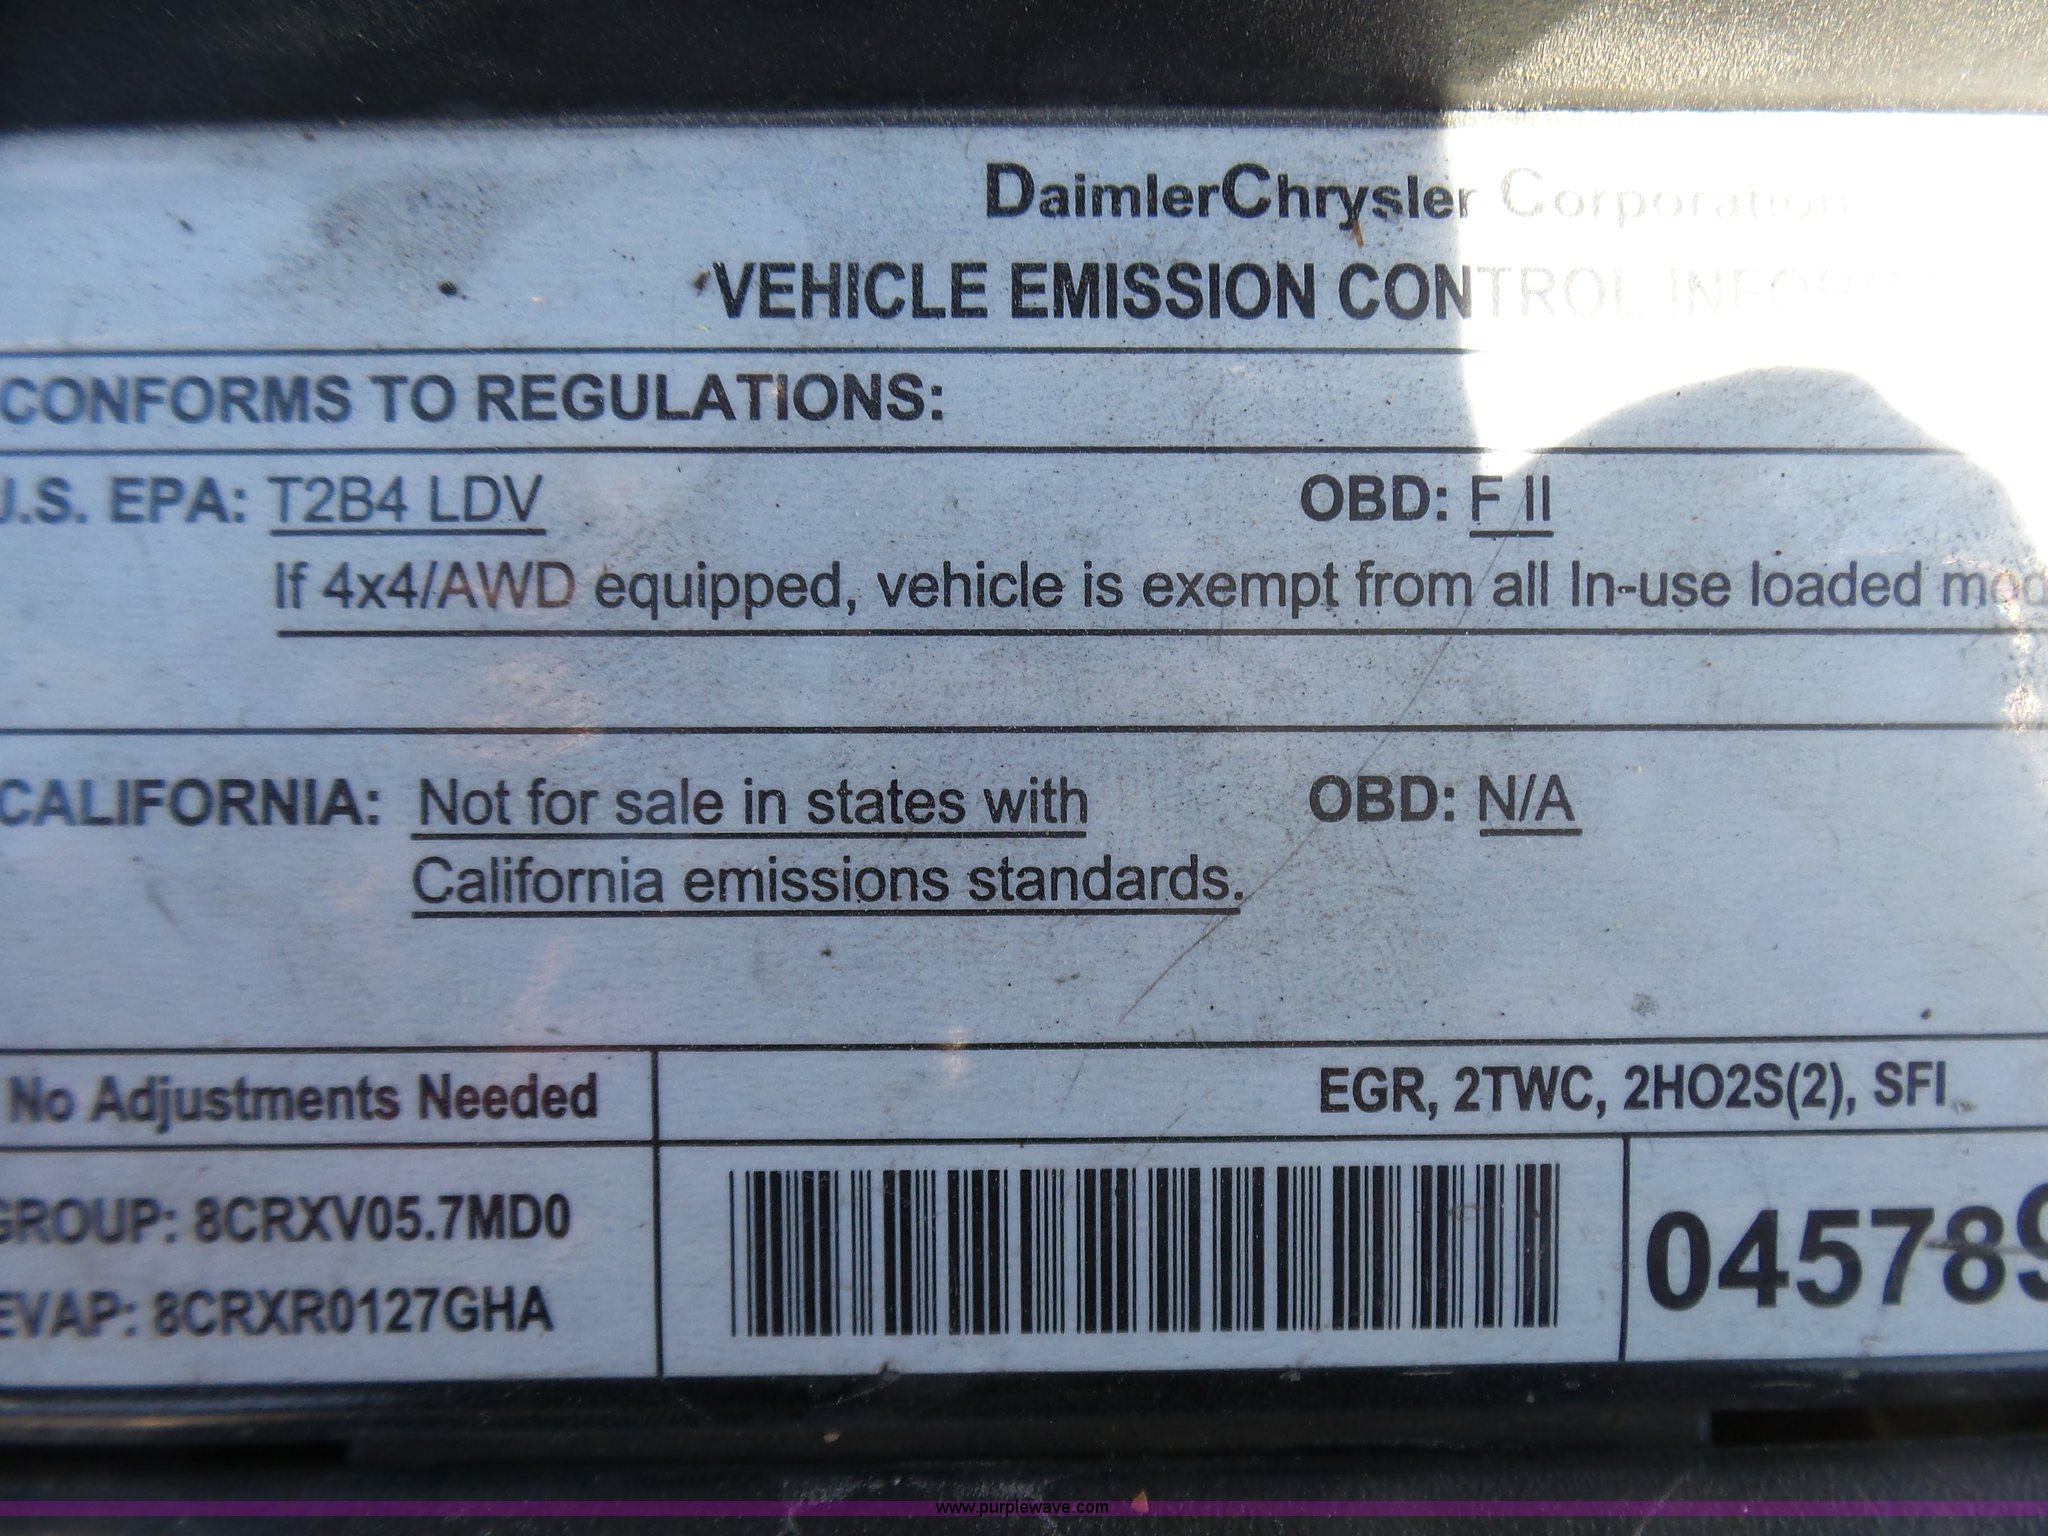 DaimlerChrysler Corporation
VEHICLE EMISSION CONTROL
CONFORMS TO REGULATIONS:
U.S. EPA: T2B4 LDV OBD: F II
If 4x4/AWD equipped, vehicle is exempt from all In-use loaded
CALIFORNIA: Not for sale in states with OBD: N/A
California emissions standards.
No Adjustments Needed EGR, 2TWC, 2HO2S(2), SFI
GROUP: 8CRXV05.7MD0
EVAP: 8CRXR0127GHA
045789
www.purplewave.com